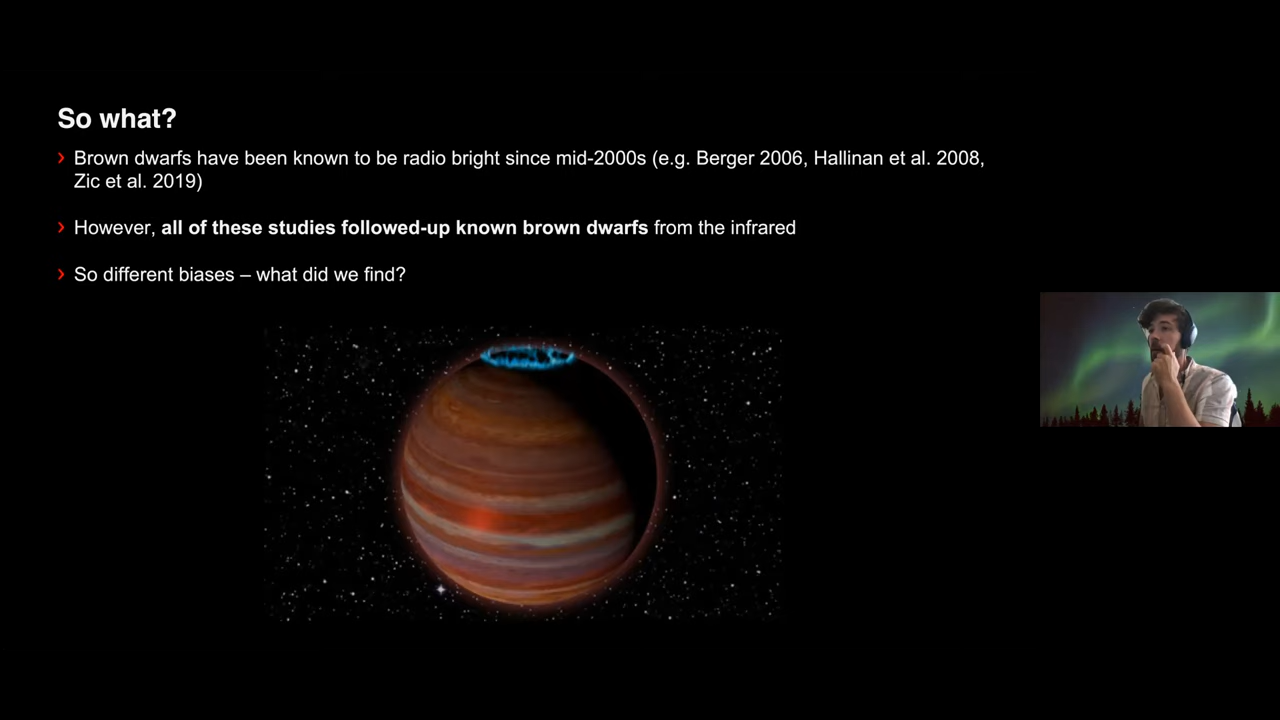 So what?
› Brown dwarfs have been known to be radio bright since mid-2000s (e.g. Berger 2006, Hallinan et al. 2008,
Zic et al. 2019)
› However, all of these studies followed-up known brown dwarfs from the infrared
› So different biases – what did we find?